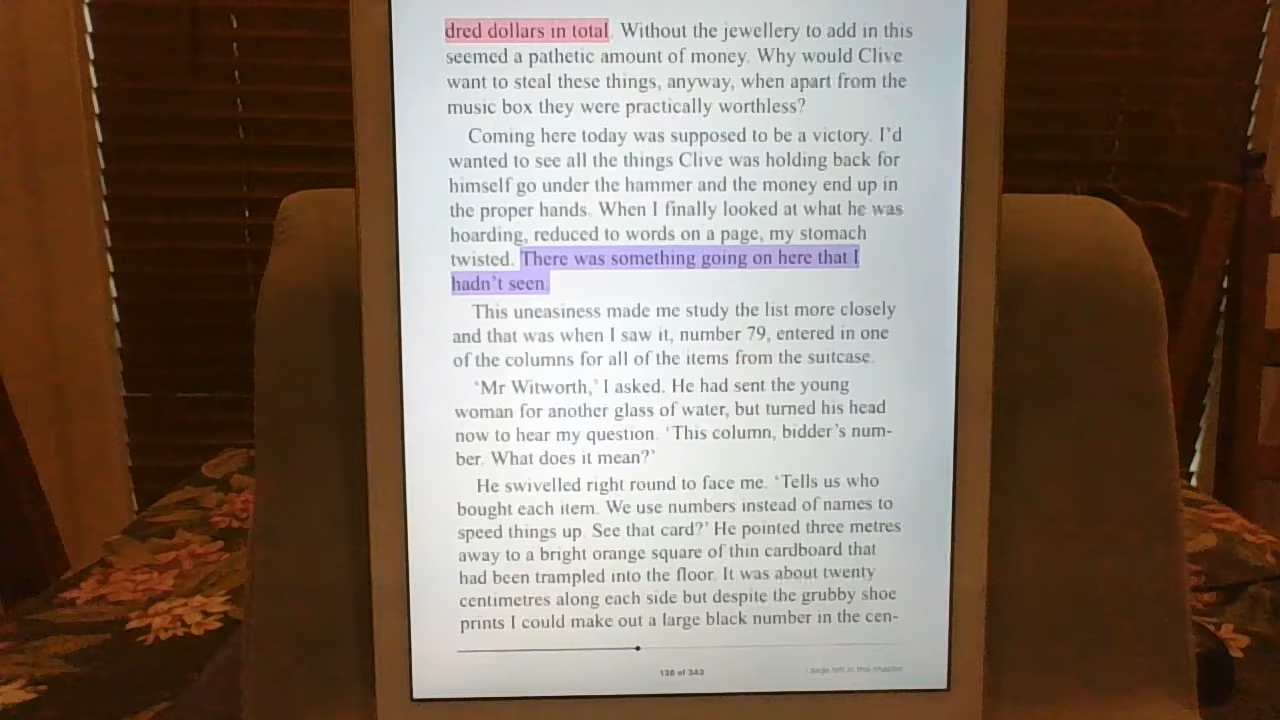 dred dollars in total. Without the jewellery to add in this
seemed a pathetic amount of money. Why would Clive
want to steal these things, anyway, when apart from the
music box they were practically worthless?
Coming here today was supposed to be a victory. I'd
wanted to see all the things Clive was holding back for
himself go under the hammer and the money end up in
the proper hands. When I finally looked at what he was
hoarding, reduced to words on a page, my stomach
twisted. There was something going on here that I
hadn't seen.
This uneasiness made me study the list more closely
and that was when I saw it, number 79, entered in one
of the columns for all of the items from the suitcase.
'Mr Witworth,' I asked. He had sent the young
woman for another glass of water, but turned his head
now to hear my question. 'This column, bidder's num-
ber. What does it mean?'
He swivelled right round to face me. 'Tells us who
bought each item. We use numbers instead of names to
speed things up. See that card?' He pointed three metres
away to a bright orange square of thin cardboard that
had been trampled into the floor. It was about twenty
centimetres along each side but despite the grubby shoe
prints I could make out a large black number in the cen-
138 of 343
1 page left in this chapter